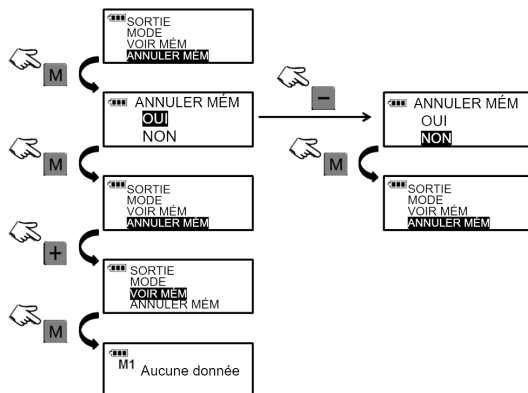 SORTIE
MODE
VOIR MÉM
ANNULER MÉM
M
ANNULER MÉM
OUI
NON
−
ANNULER MÉM
OUI
NON
M
SORTIE
MODE
VOIR MÉM
ANNULER MÉM
M
SORTIE
MODE
VOIR MÉM
ANNULER MÉM
+
SORTIE
MODE
VOIR MÉM
ANNULER MÉM
M
M1 Aucune donnée